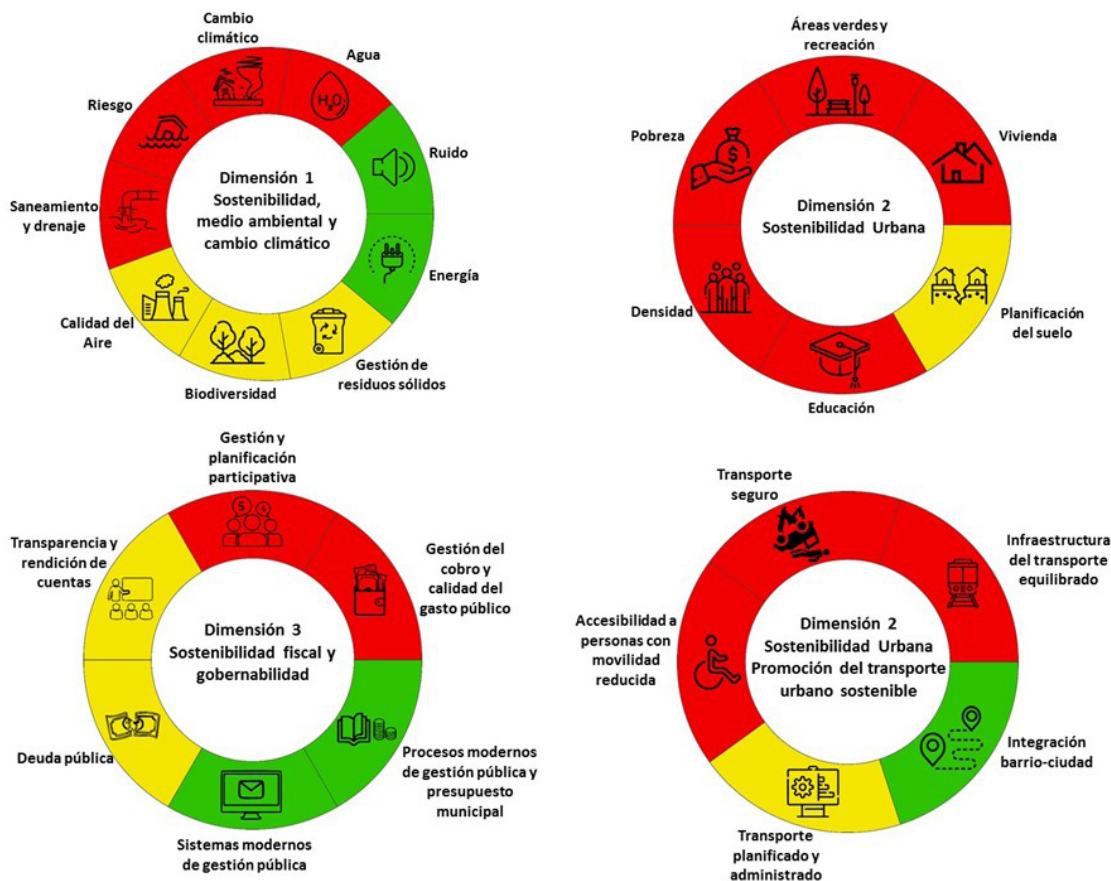 Cambio
climático
Agua
Riesgo
H₂O
Ruido
Dimensión 1
Sostenibilidad,
medio ambiental y
cambio climático
Saneamiento
y drenaje
Energía
Calidad del
Aire
Gestión de
residuos sólidos
Biodiversidad
Áreas verdes y
recreación
Pobreza
$
Vivienda
Dimensión 2
Sostenibilidad Urbana
Densidad
Planificación
del suelo
Educación
Gestión y
planificación
participativa
$
Transparencia y
rendición de
cuentas
Gestión del
cobro y
calidad del
gasto público
Dimensión 3
Sostenibilidad fiscal y
gobernabilidad
Deuda pública
Procesos modernos
de gestión pública y
presupuesto
municipal
Sistemas modernos
de gestión pública
Transporte
seguro
Infraestructura
del transporte
equilibrado
Accesibilidad a
personas con
movilidad
reducida
Dimensión 2
Sostenibilidad Urbana
Promoción del transporte
urbano sostenible
Integración
barrio-ciudad
Transporte
planificado y
administrado